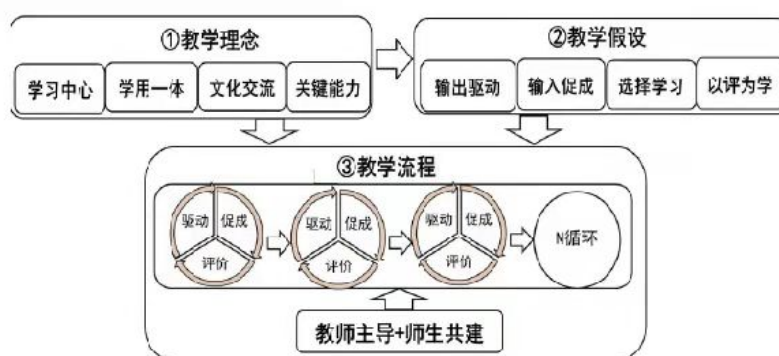 ①教学理念
学习中心 学用一体 文化交流 关键能力
②教学假设
输出驱动 输入促成 选择学习 以评为学
③教学流程
驱动 促成
评价
驱动 促成
评价
驱动 促成
评价
N循环
教师主导+师生共建